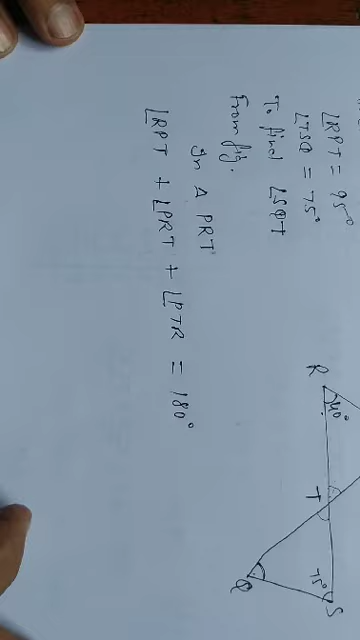 ∠RPT = 95°
∠TSQ = 75°
To find ∠SQT
From fig.
In Δ PRT
∠RPT + ∠PRT + ∠PTR = 180°
R
40°
T
75°
S
Q